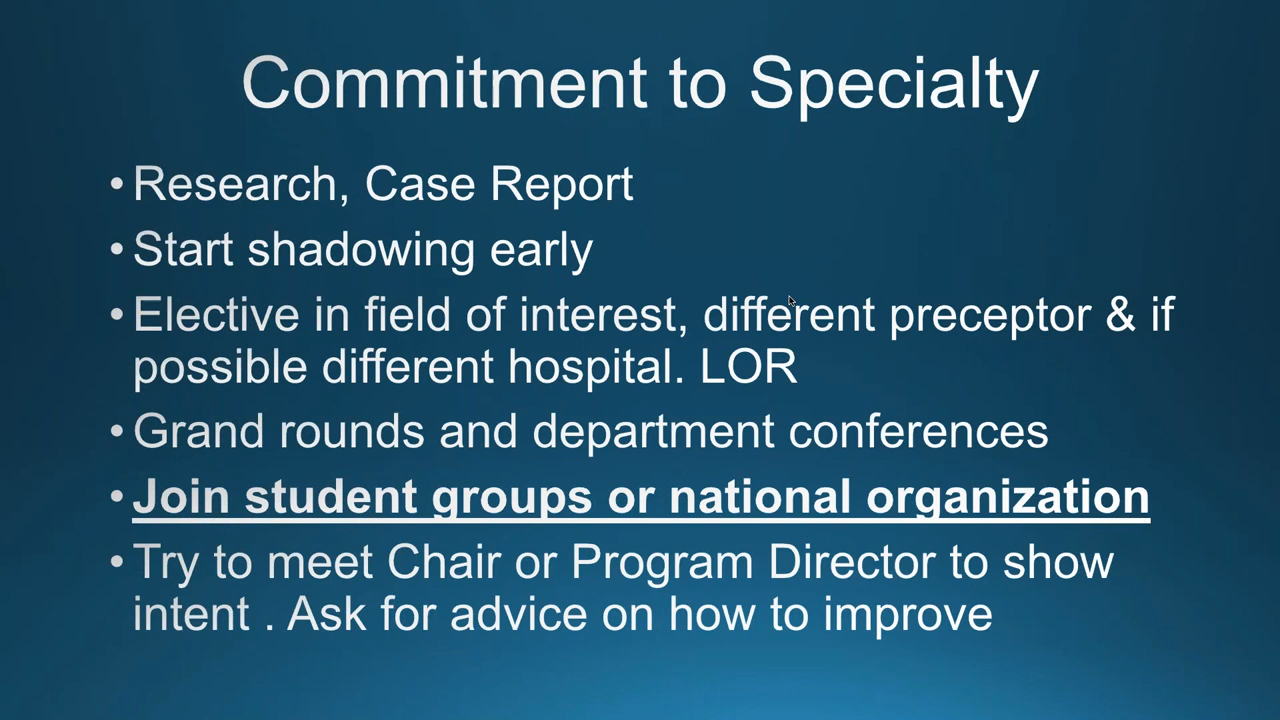 Commitment to Specialty
• Research, Case Report
• Start shadowing early
• Elective in field of interest, different preceptor & if
possible different hospital. LOR
• Grand rounds and department conferences
• Join student groups or national organization
• Try to meet Chair or Program Director to show
intent . Ask for advice on how to improve